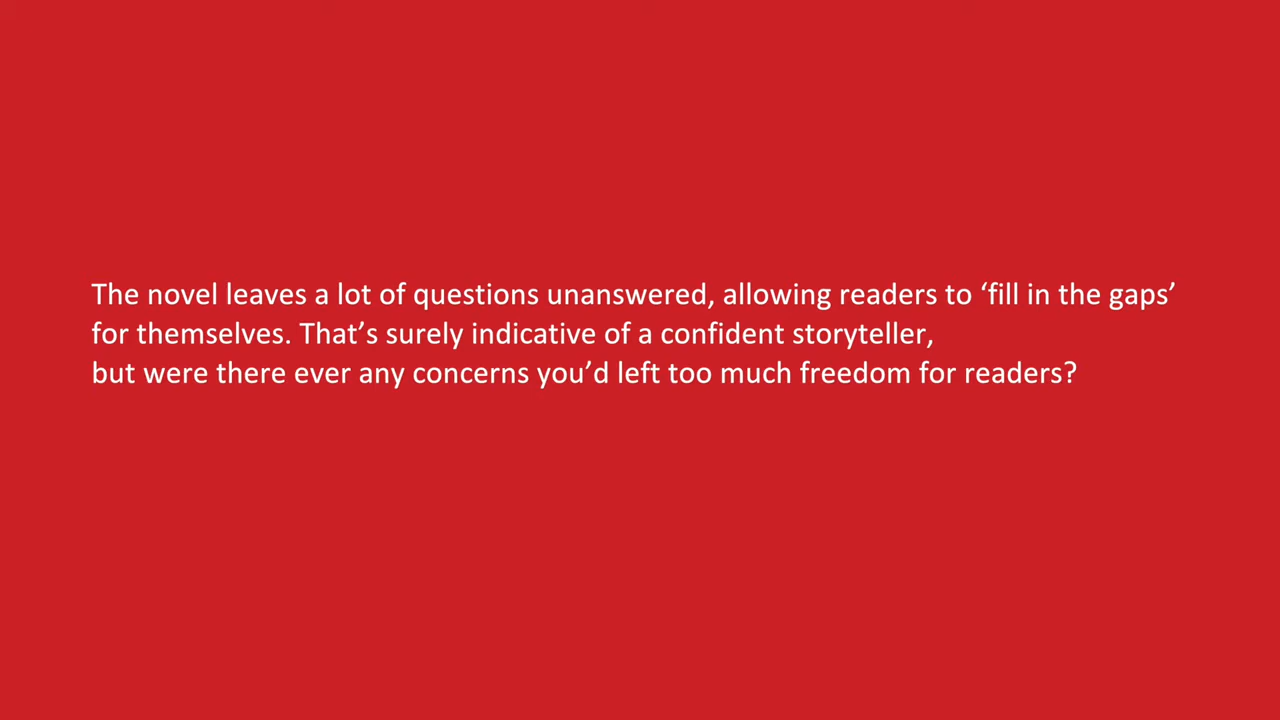 The novel leaves a lot of questions unanswered, allowing readers to ‘fill in the gaps’
for themselves. That’s surely indicative of a confident storyteller,
but were there ever any concerns you’d left too much freedom for readers?